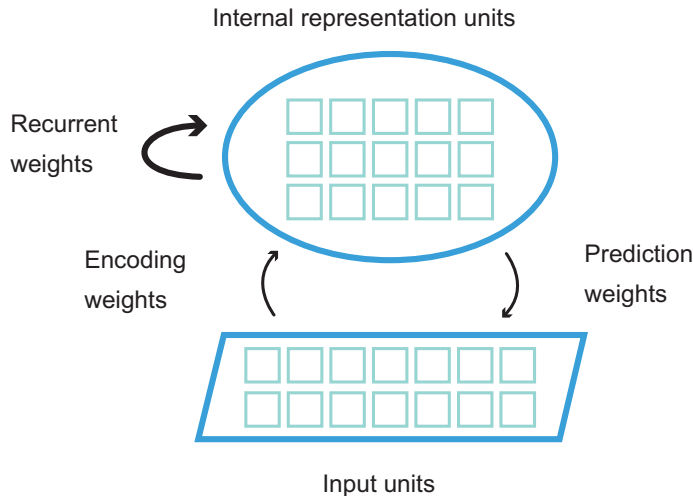 Internal representation units
Recurrent
weights
Encoding
weights
Prediction
weights
Input units